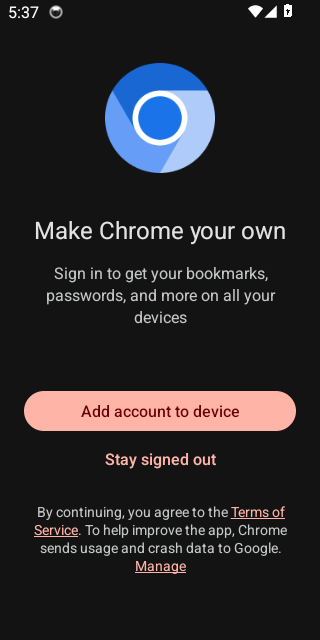 5:37
Make Chrome your own
Sign in to get your bookmarks,
passwords, and more on all your
devices
Add account to device
Stay signed out
By continuing, you agree to the Terms of
Service. To help improve the app, Chrome
sends usage and crash data to Google.
Manage